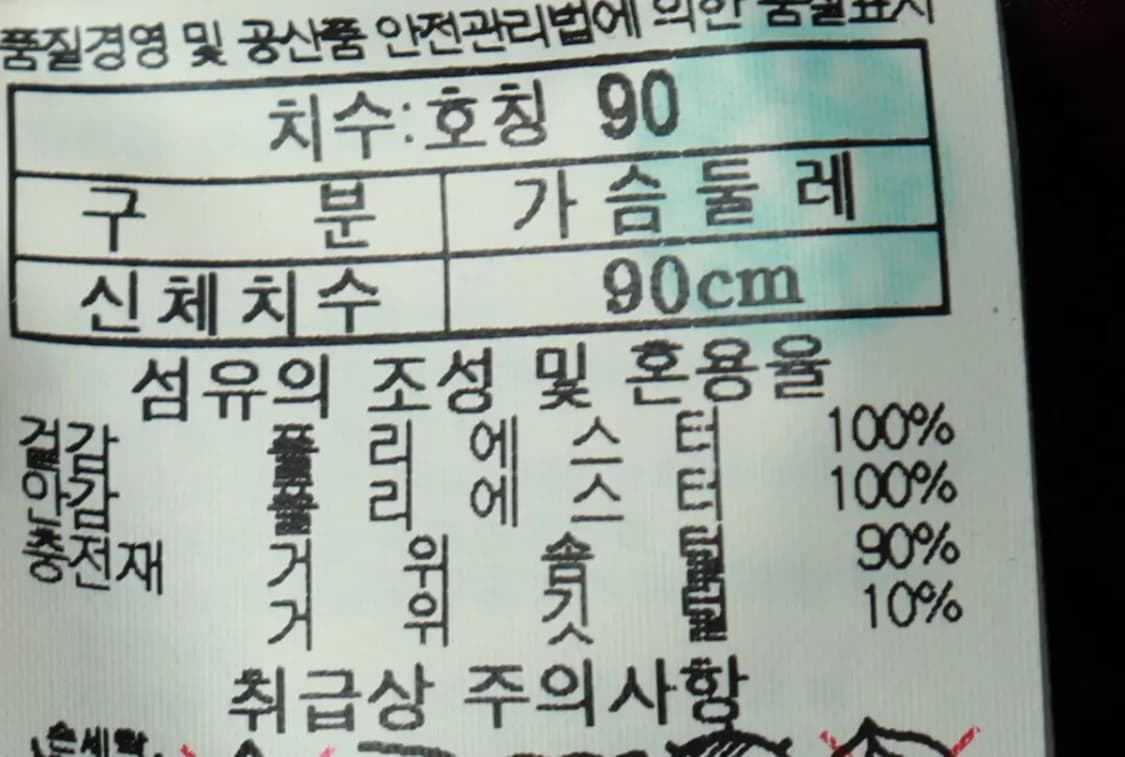 품질경영 및 공산품 안전관리법에 의한 품질표시
치수:호칭 90
구 분 가 슴 둘 레
신체치수 90cm
섬유의 조성 및 혼용율
겉감 폴 리 에 스 터 100%
안감 폴 리 에 스 터 100%
충전재 거 위 솜 털 90%
거 위 깃 털 10%
취급상 주의사항
손세탁